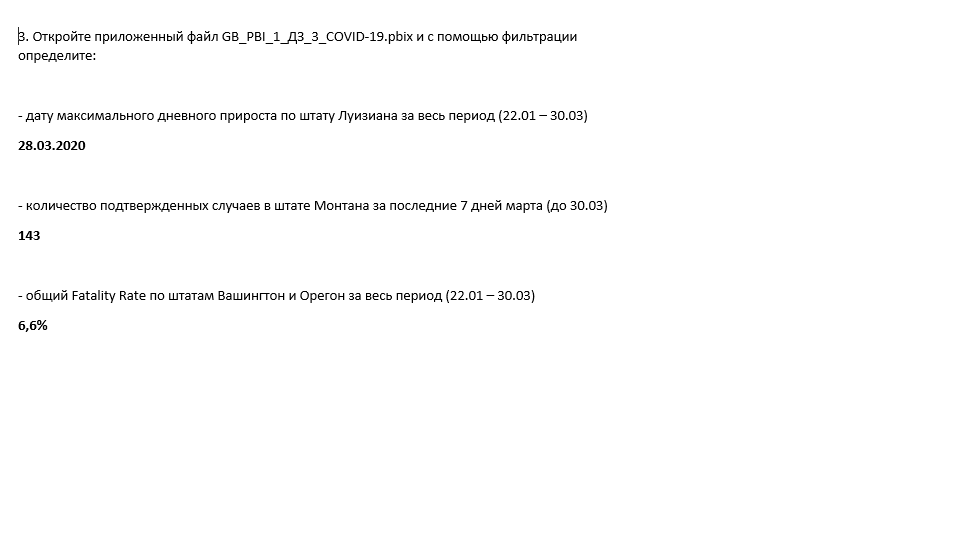 3. Откройте приложенный файл GB_PBI_1_ДЗ_3_COVID-19.pbix и с помощью фильтрации
определите:
- дату максимального дневного прироста по штату Луизиана за весь период (22.01 – 30.03)
28.03.2020
- количество подтвержденных случаев в штате Монтана за последние 7 дней марта (до 30.03)
143
- общий Fatality Rate по штатам Вашингтон и Орегон за весь период (22.01 – 30.03)
6,6%